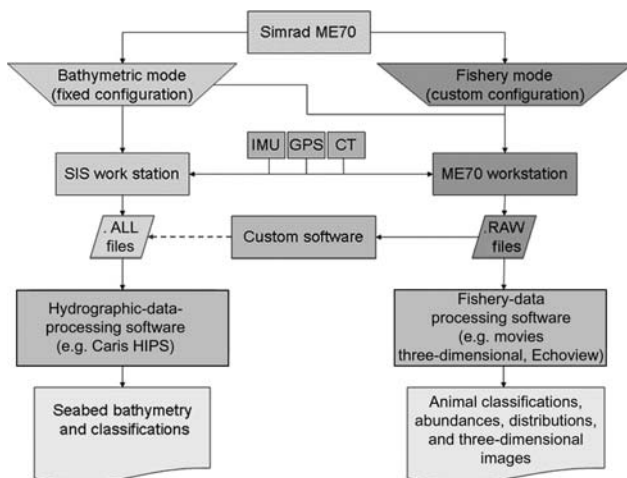 Simrad ME70
Bathymetric mode
(fixed configuration)
Fishery mode
(custom configuration)
IMU
GPS
CT
SIS work station
ME70 workstation
. ALL
files
Custom software
.RAW
files
Hydrographic-data-
processing software
(e.g. Caris HIPS)
Fishery-data
processing software
(e.g. movies
three-dimensional, Echoview)
Seabed bathymetry
and classifications
Animal classifications,
abundances, distributions,
and three-dimensional
images